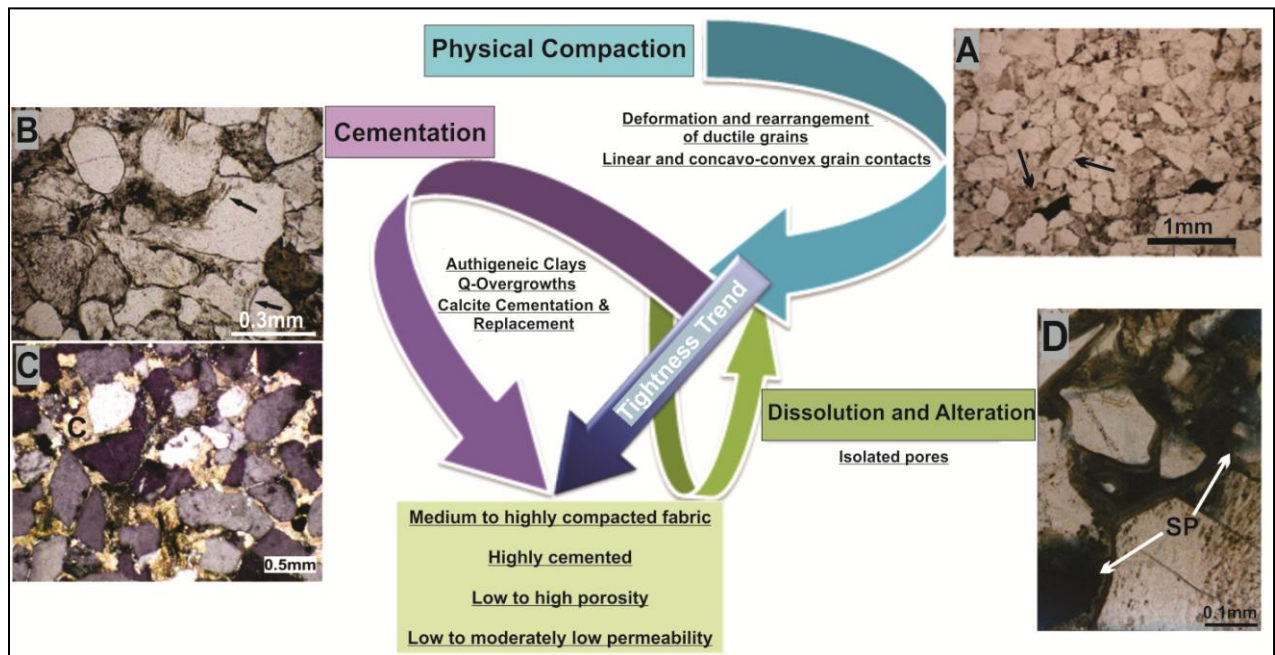 Physical Compaction
A
Deformation and rearrangement
of ductile grains
Linear and concavo-convex grain contacts
1mm
B
Cementation
0.3mm
Authigeneic Clays
Q-Overgrowths
Calcite Cementation &
Replacement
C
C
0.5mm
Tightness Trend
Dissolution and Alteration
Isolated pores
D
SP
0.1mm
Medium to highly compacted fabric
Highly cemented
Low to high porosity
Low to moderately low permeability